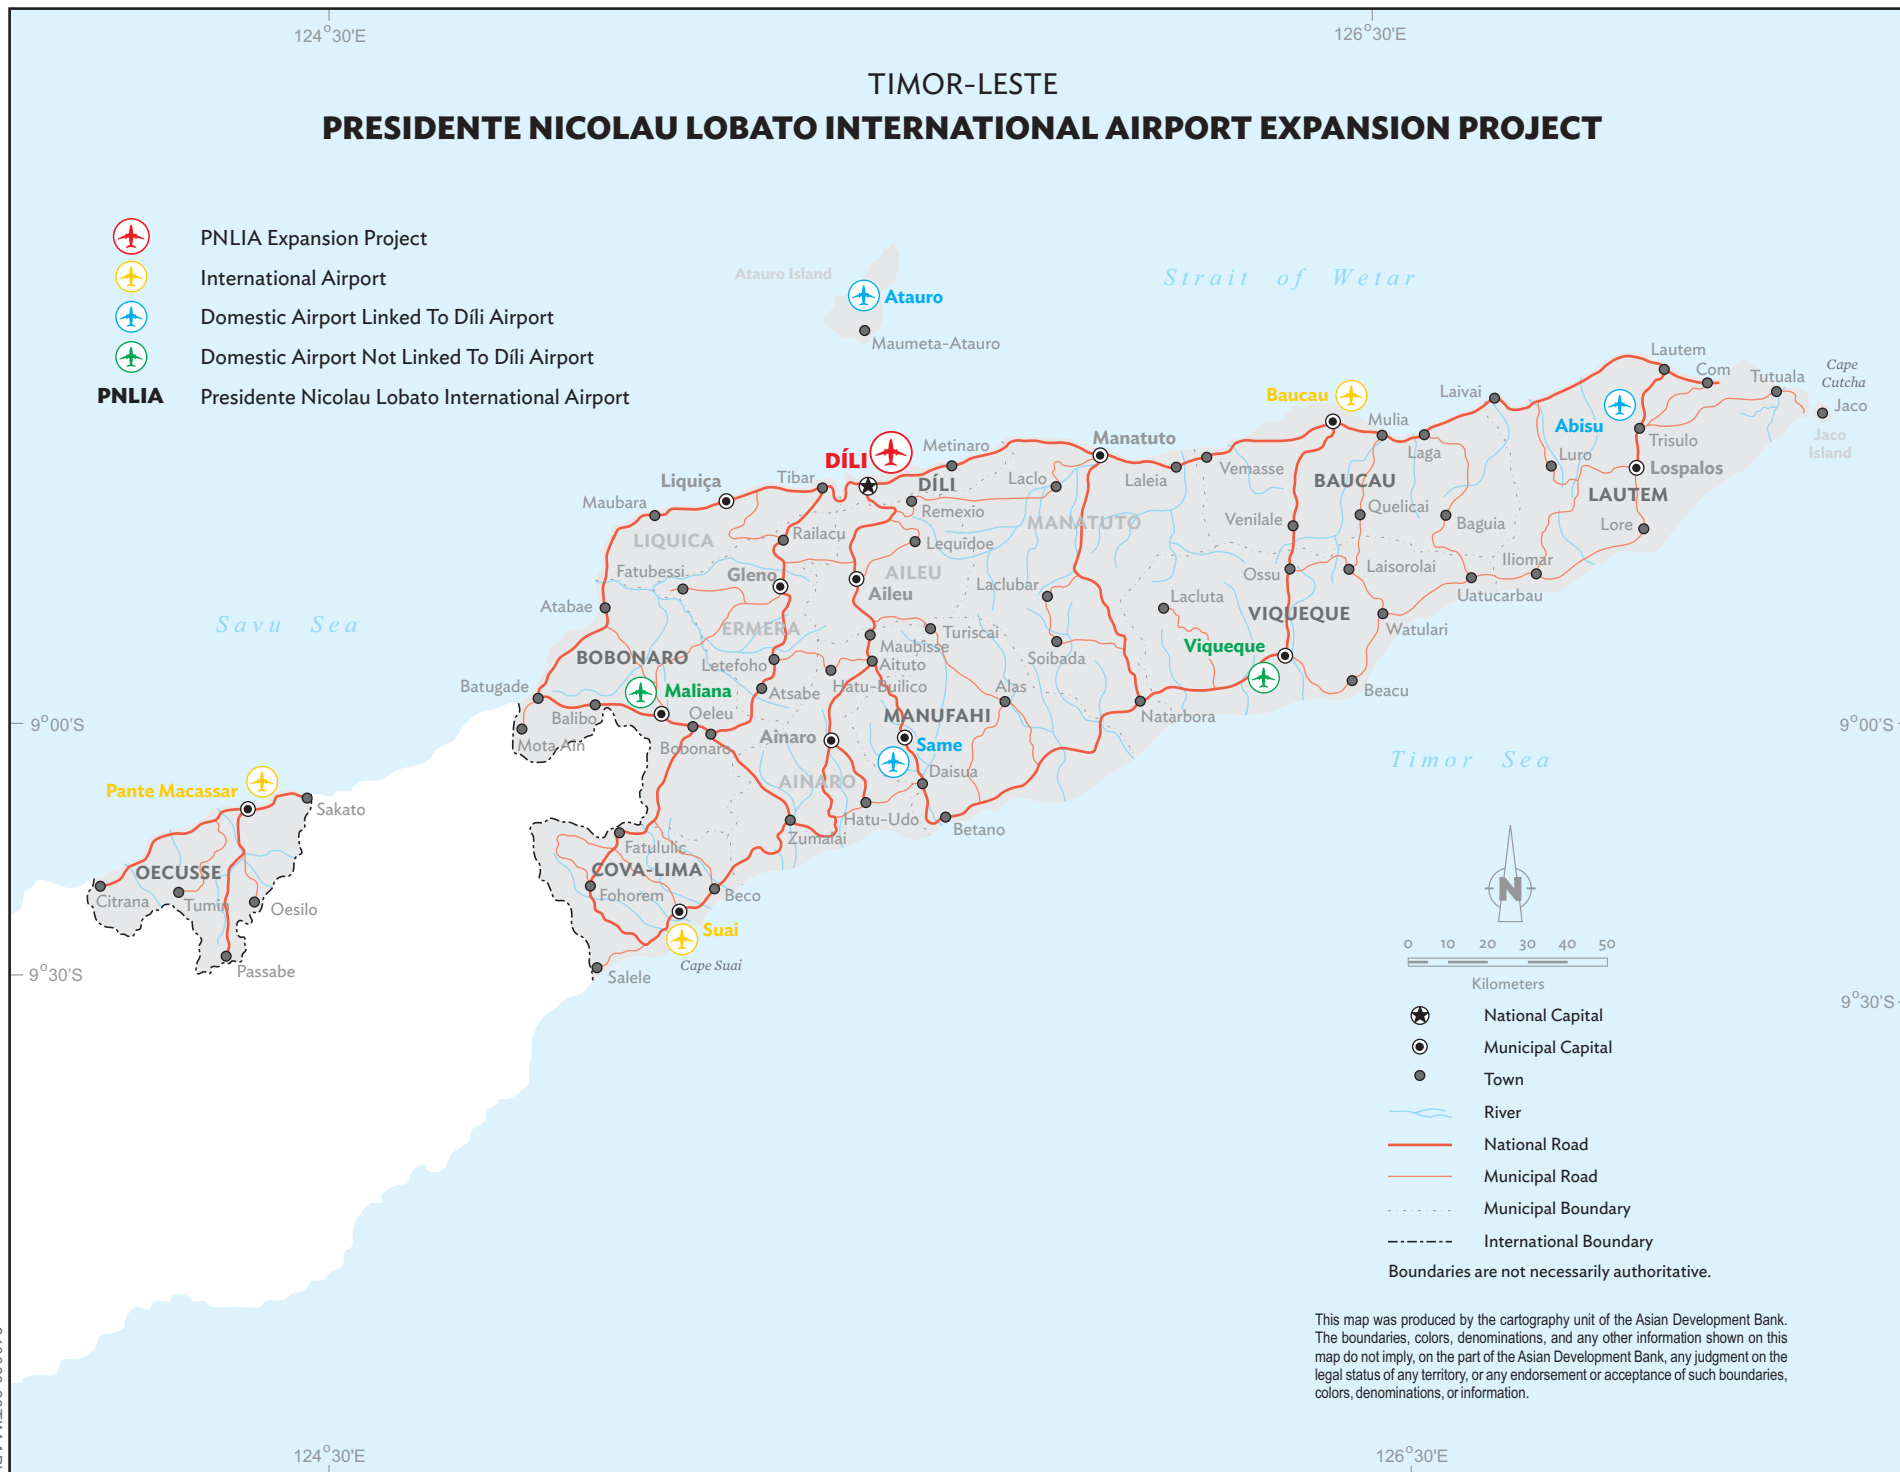 124°30'E
126°30'E
TIMOR-LESTE
PRESIDENTE NICOLAU LOBATO INTERNATIONAL AIRPORT EXPANSION PROJECT
PNLIA Expansion Project
International Airport
Domestic Airport Linked To Díli Airport
Domestic Airport Not Linked To Díli Airport
PNLIA Presidente Nicolau Lobato International Airport
Atauro Island
Atauro
Maumeta-Atauro
Strait of Wetar
Savu Sea
Timor Sea
Lautem
Com
Tutuala
Cape
Cutcha
Jaco
Jaco
Island
Baucau
Laivai
Mulia
Laga
Abisu
Trisulo
Luro
Lospalos
LAUTEM
Lore
DÍLI
Metinaro
Manatuto
DÍLI
Laclo
Laleia
Vemasse
BAUCAU
Quelicai
Baguia
Venilale
Liquiça
Tibar
Maubara
Remexio
MANATUTO
LIQUICA
Railacu
Lequidoe
Iliomar
Fatubessi
Gleno
AILEU
Aileu
Laclubar
Ossu
Laisorolai
Uatucarbau
Atabae
Lacluta
VIQUEQUE
Watulari
ERMERA
Turiscai
Maubisse
Viqueque
BOBONARO
Letefoho
Aituto
Soibada
Batugade
Maliana
Atsabe
Hatu-Builico
Alas
Beacu
Balibo
Oeleu
MANUFAHI
Natarbora
Mota Ain
Bobonaro
Ainaro
Same
9°00'S
9°00'S
AINARO
Daisua
Pante Macassar
Sakato
Hatu-Udo
Betano
Zumalai
Fatululic
OECUSSE
COVA-LIMA
Citrana
Tumin
Oesilo
Fohorem
Beco
Suai
Cape Suai
Passabe
Salele
9°30'S
9°30'S
N
0 10 20 30 40 50
Kilometers
National Capital
Municipal Capital
Town
River
National Road
Municipal Road
Municipal Boundary
International Boundary
Boundaries are not necessarily authoritative.
This map was produced by the cartography unit of the Asian Development Bank.
The boundaries, colors, denominations, and any other information shown on this
map do not imply, on the part of the Asian Development Bank, any judgment on the
legal status of any territory, or any endorsement or acceptance of such boundaries,
colors, denominations, or information.
124°30'E
126°30'E